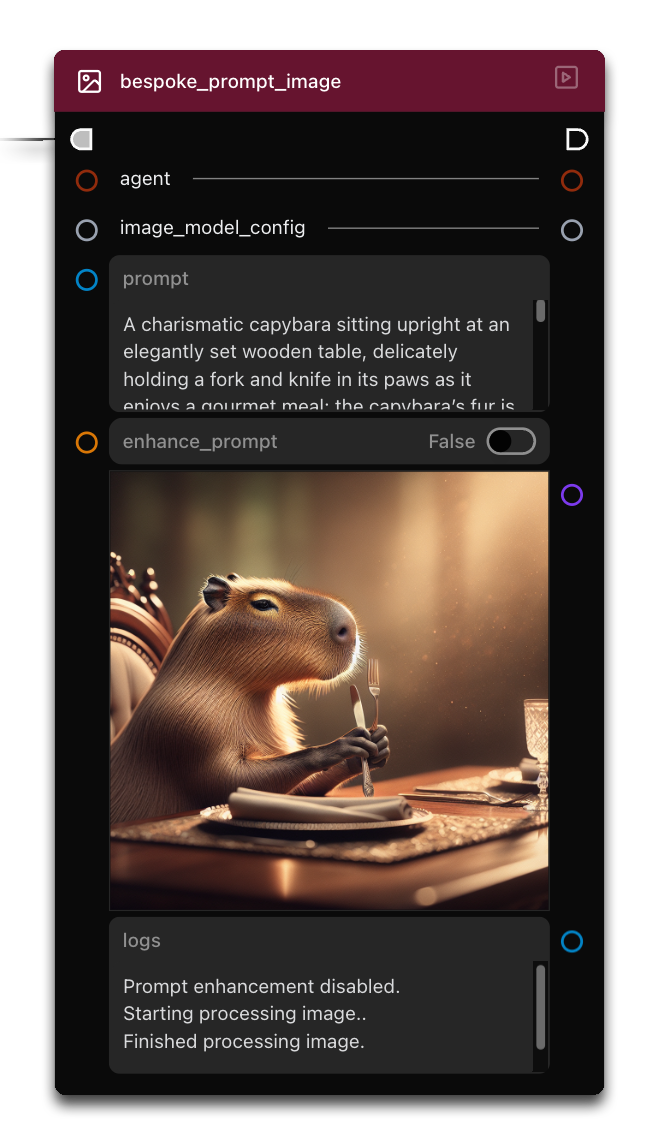 bespoke_prompt_image
agent
image_model_config
prompt
A charismatic capybara sitting upright at an
elegantly set wooden table, delicately
holding a fork and knife in its paws as it
enjoys a gourmet meal; the capybara’s fur is
enhance_prompt False
logs
Prompt enhancement disabled.
Starting processing image..
Finished processing image.